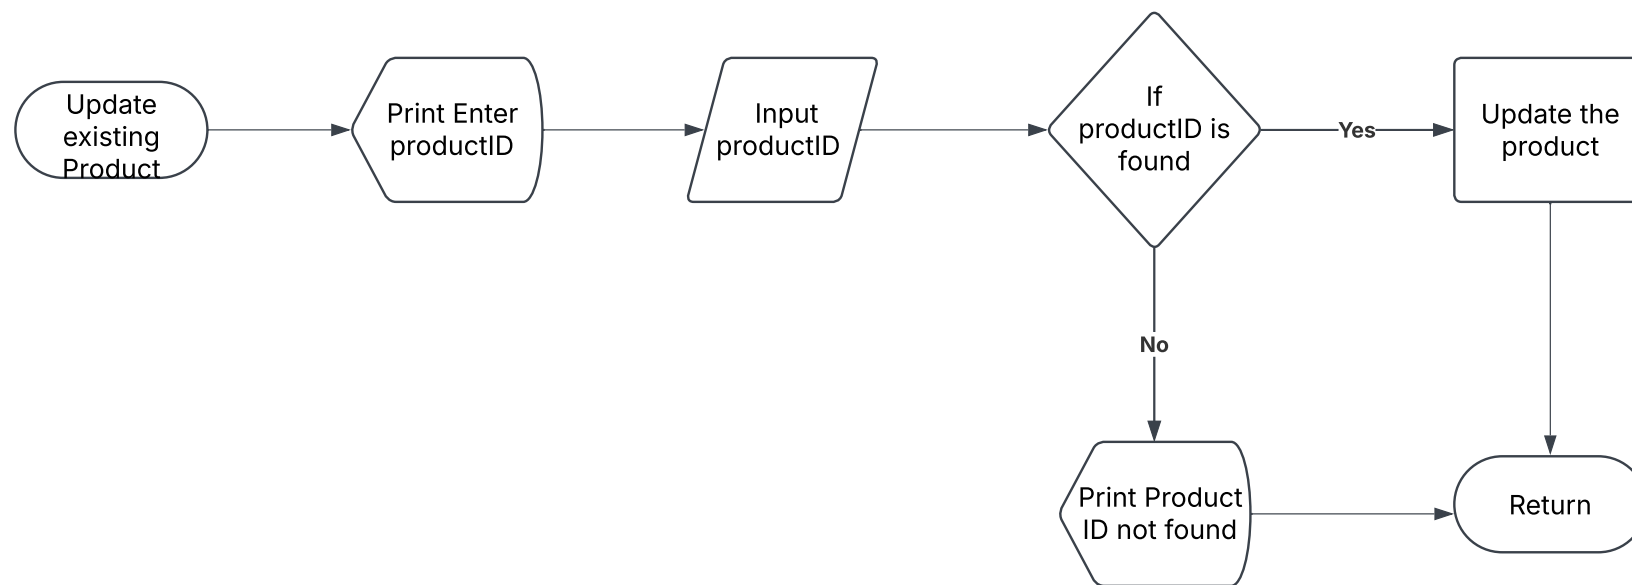 Update
existing
Product
Print Enter
productID
Input
productID
If
productID is
found
Yes
Update the
product
No
Print Product
ID not found
Return